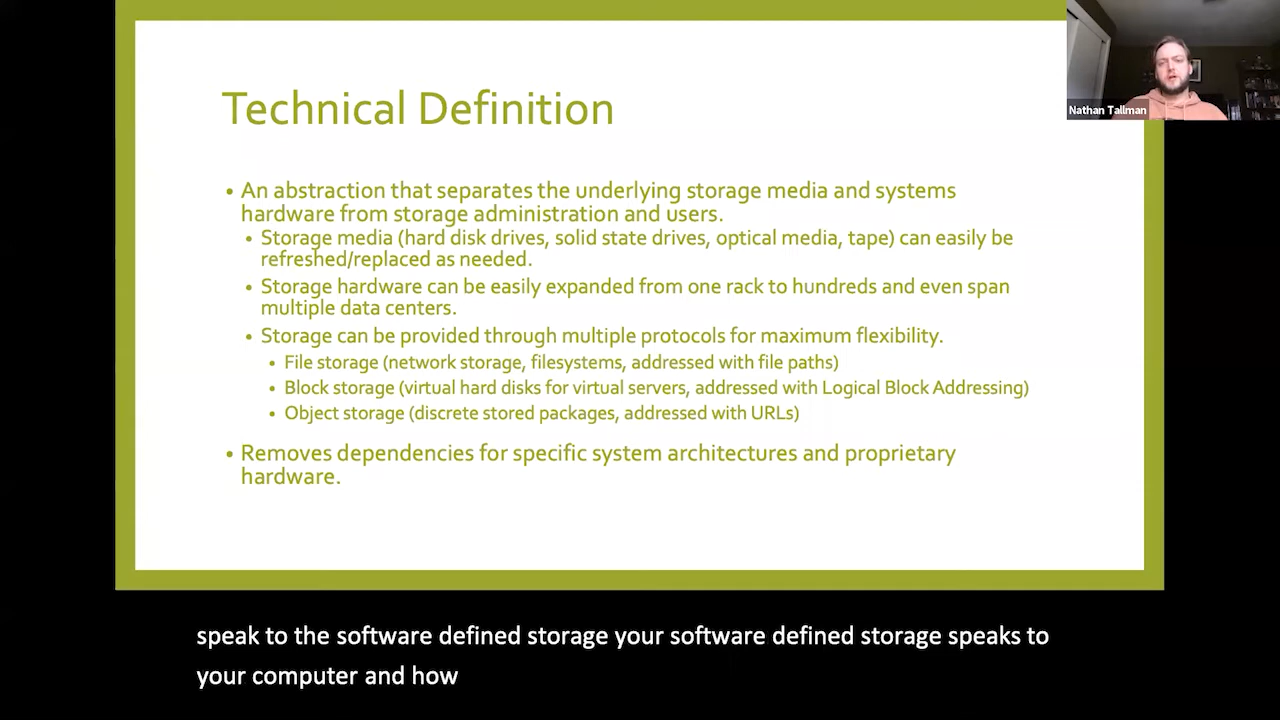 Technical Definition
Nathan Tallman
• An abstraction that separates the underlying storage media and systems
hardware from storage administration and users.
• Storage media (hard disk drives, solid state drives, optical media, tape) can easily be
refreshed/replaced as needed.
• Storage hardware can be easily expanded from one rack to hundreds and even span
multiple data centers.
• Storage can be provided through multiple protocols for maximum flexibility.
• File storage (network storage, filesystems, addressed with file paths)
• Block storage (virtual hard disks for virtual servers, addressed with Logical Block Addressing)
• Object storage (discrete stored packages, addressed with URLs)
• Removes dependencies for specific system architectures and proprietary
hardware.
speak to the software defined storage your software defined storage speaks to
your computer and how